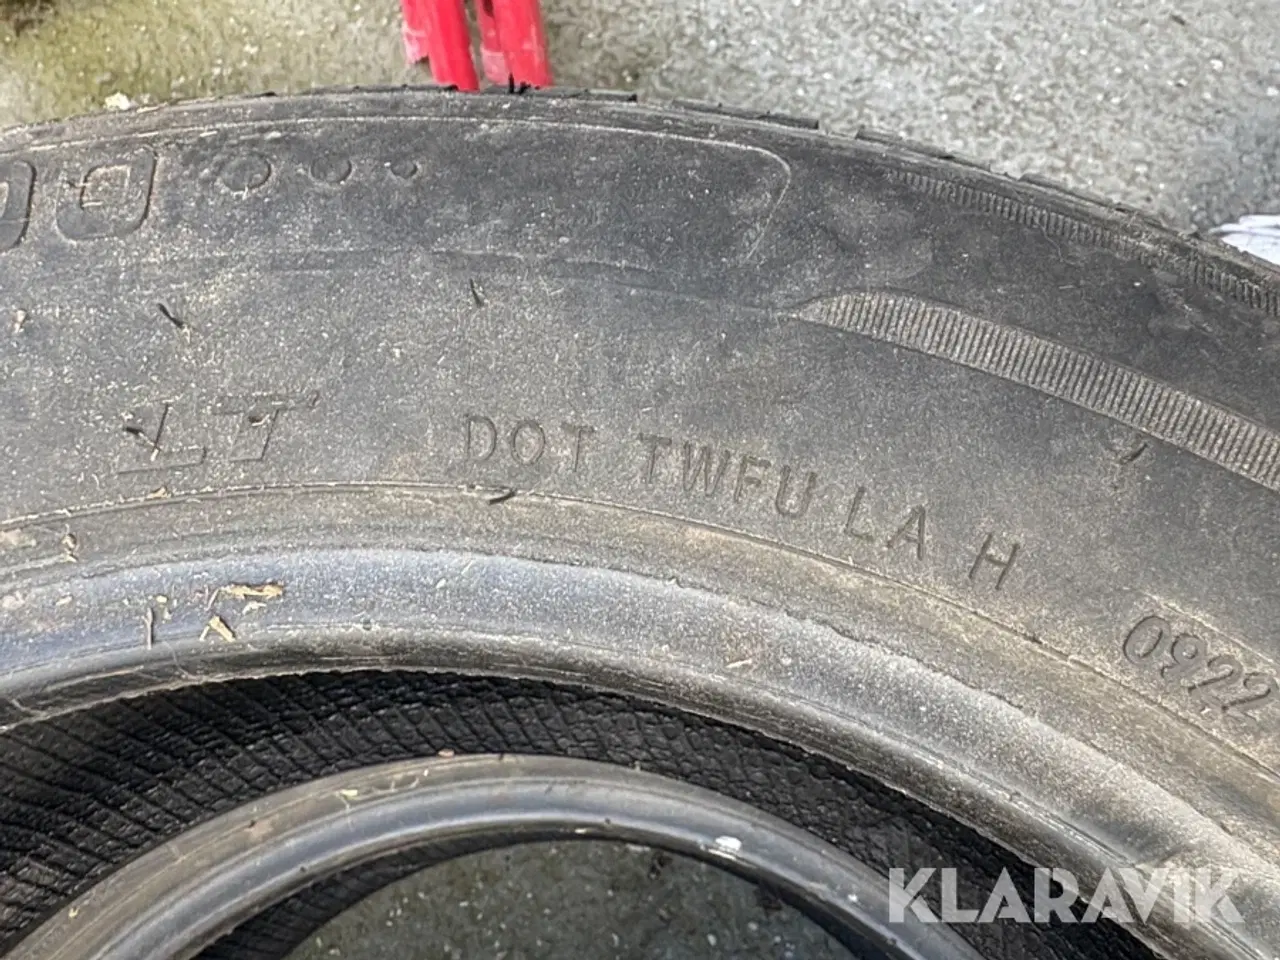 LT
DOT TWFU LA H
0922
KLARAVIK